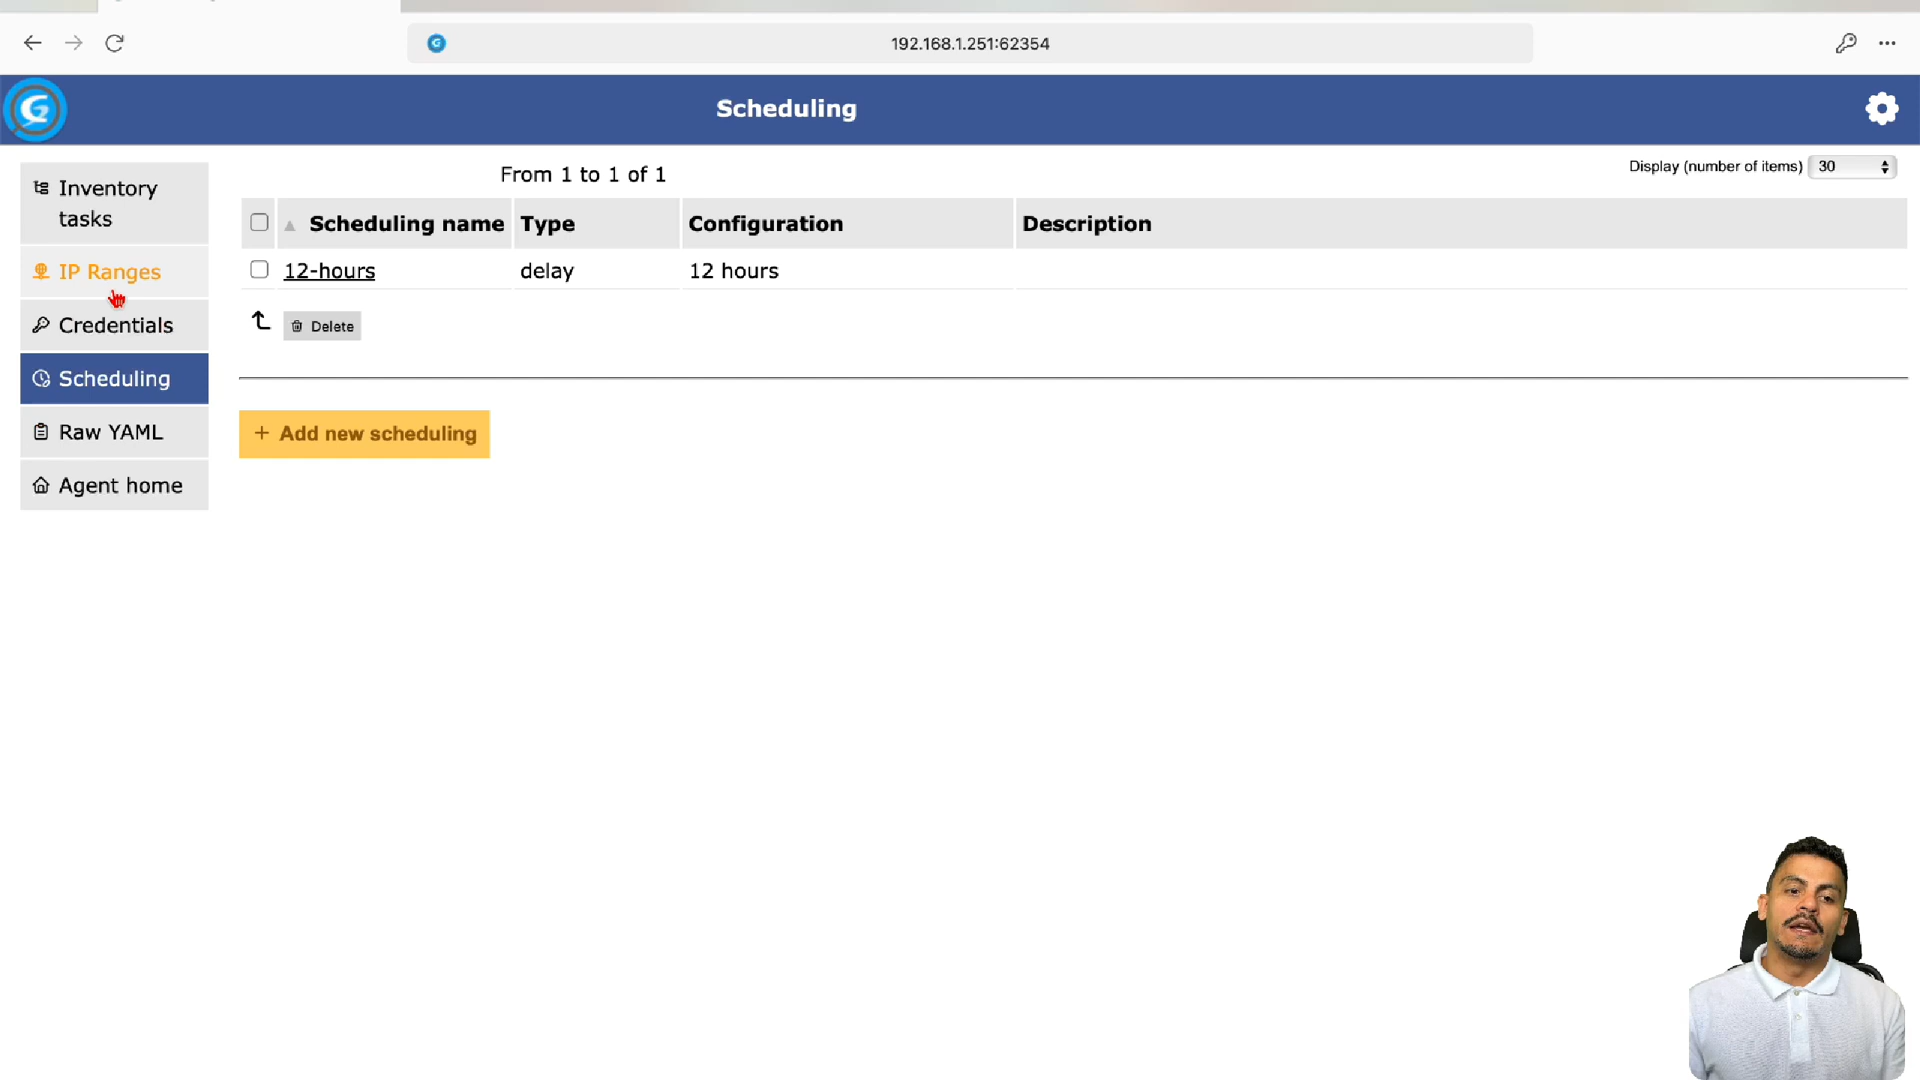 192.168.1.251:62354
Scheduling
Inventory
tasks
IP Ranges
Credentials
Scheduling
Raw YAML
Agent home
From 1 to 1 of 1
Display (number of items) 30
Scheduling name Type Configuration Description
12-hours delay 12 hours
Delete
+ Add new scheduling